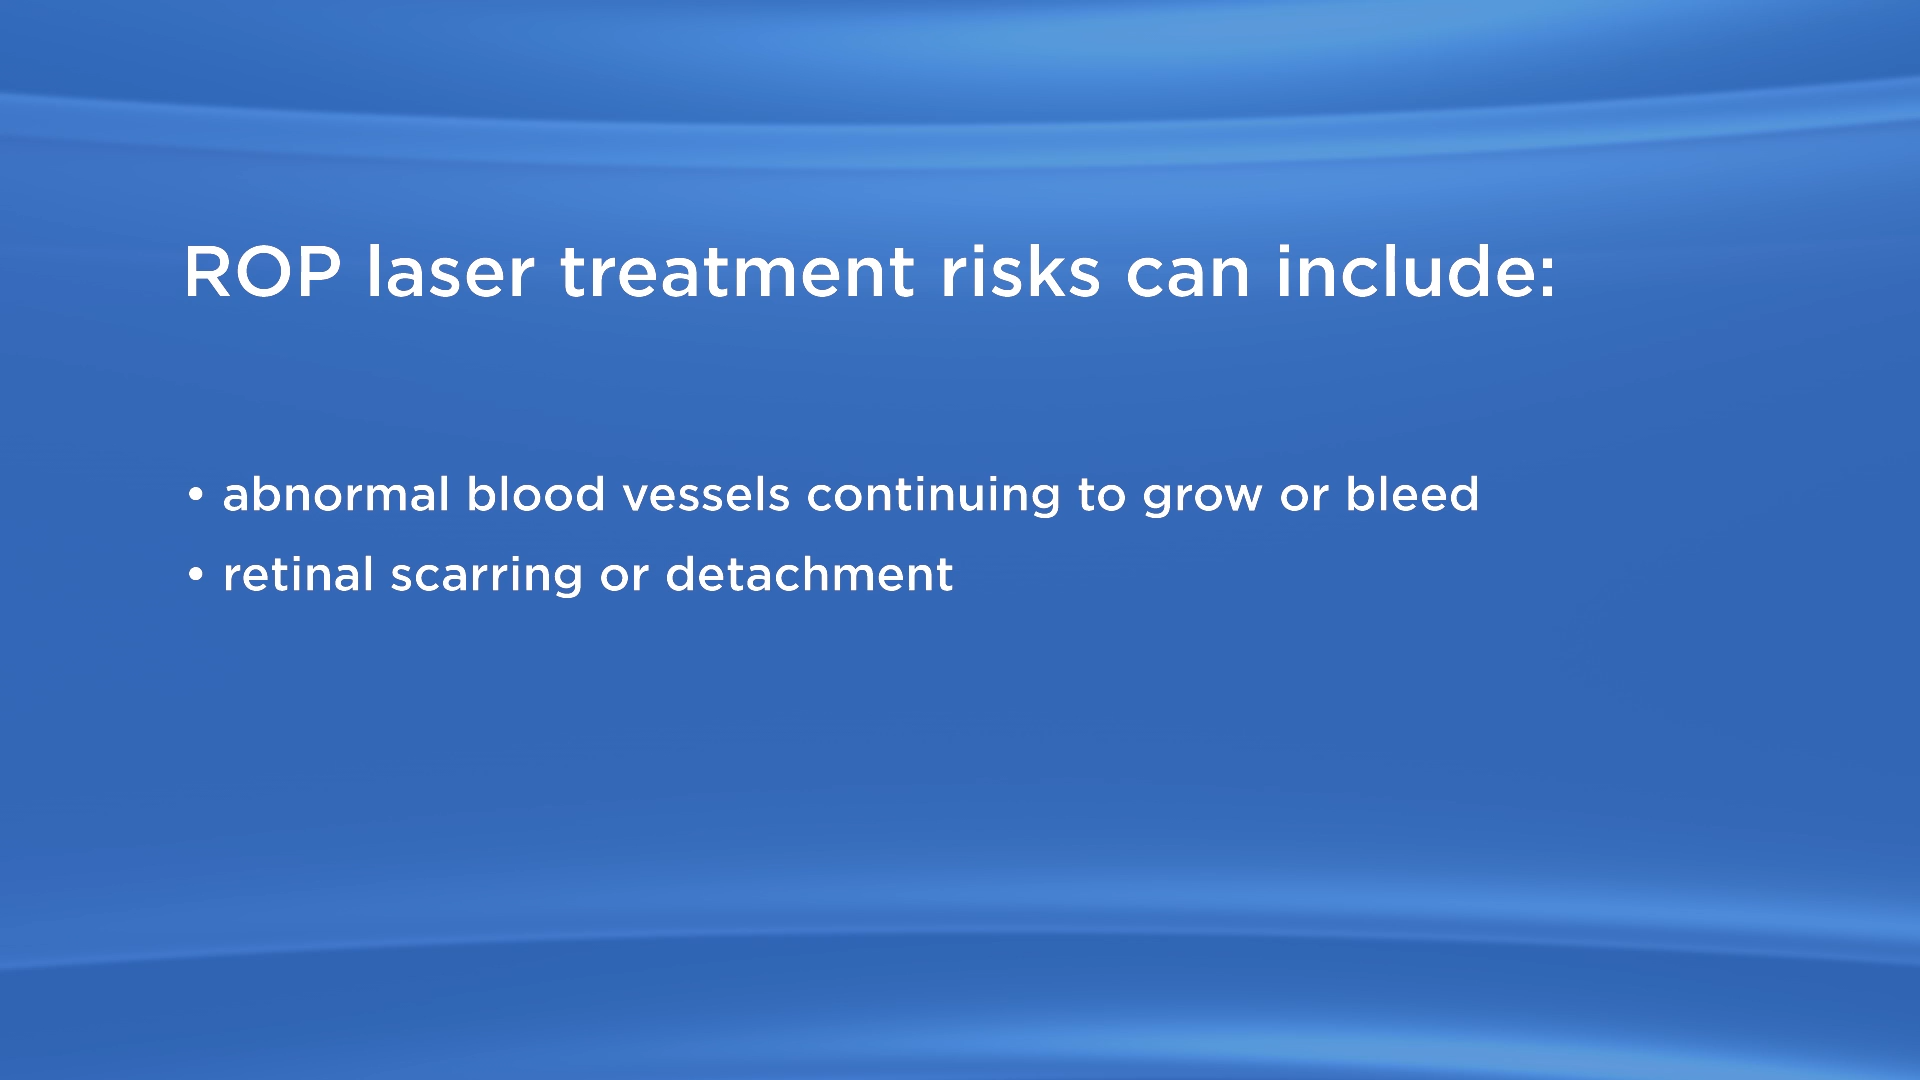 ROP laser treatment risks can include:
• abnormal blood vessels continuing to grow or bleed
• retinal scarring or detachment